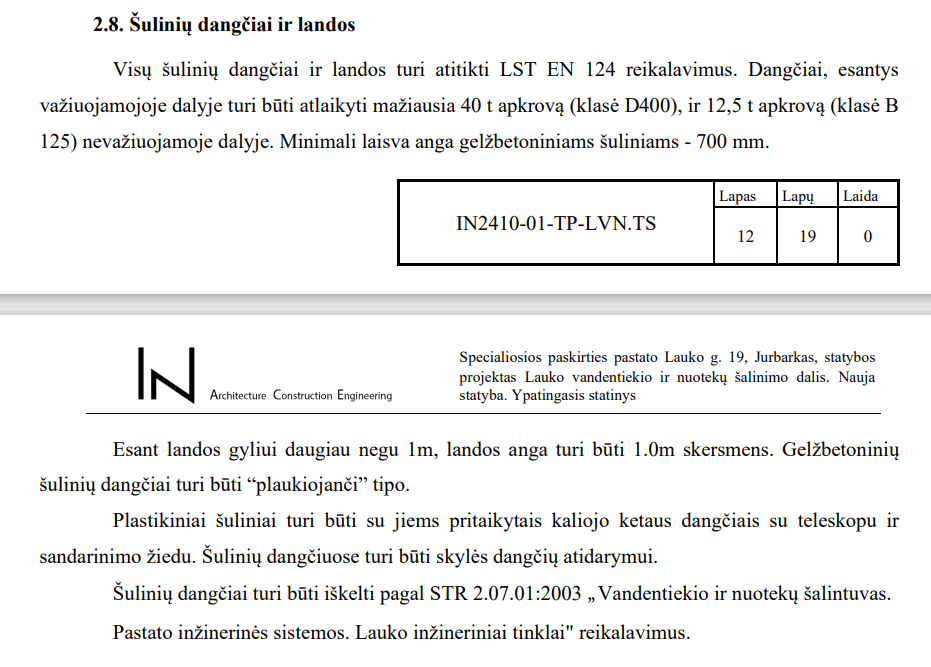 2.8. Šulinių dangčiai ir landos
Visų šulinių dangčiai ir landos turi atitikti LST EN 124 reikalavimus. Dangčiai, esantys
važiuojamojoje dalyje turi būti atlaikyti mažiausia 40 t apkrovą (klasė D400), ir 12,5 t apkrovą (klasė B
125) nevažiuojamoje dalyje. Minimali laisva anga gelžbetoniniams šuliniams - 700 mm.
IN2410-01-TP-LVN.TS
Lapas Lapų Laida
12 19 0
IN Architecture Construction Engineering
Specialiosios paskirties pastato Lauko g. 19, Jurbarkas, statybos
projektas Lauko vandentiekio ir nuotekų šalinimo dalis. Nauja
statyba. Ypatingasis statinys
Esant landos gyliui daugiau negu 1m, landos anga turi būti 1.0m skersmens. Gelžbetoninių
šulinių dangčiai turi būti “plaukiojanči” tipo.
Plastikiniai šuliniai turi būti su jiems pritaikytais kaliojo ketaus dangčiais su teleskopu ir
sandarinimo žiedu. Šulinių dangčiuose turi būti skylės dangčių atidarymui.
Šulinių dangčiai turi būti iškelti pagal STR 2.07.01:2003 „Vandentiekio ir nuotekų šalintuvas.
Pastato inžinerinės sistemos. Lauko inžineriniai tinklai" reikalavimus.